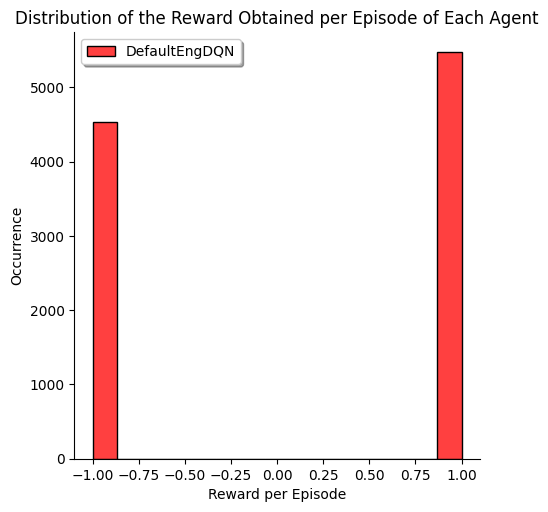 Distribution of the Reward Obtained per Episode of Each Agent
DefaultEngDQN
5000
4000
3000
2000
1000
0
Occurrence
−1.00 −0.75 −0.50 −0.25 0.00 0.25 0.50 0.75 1.00
Reward per Episode